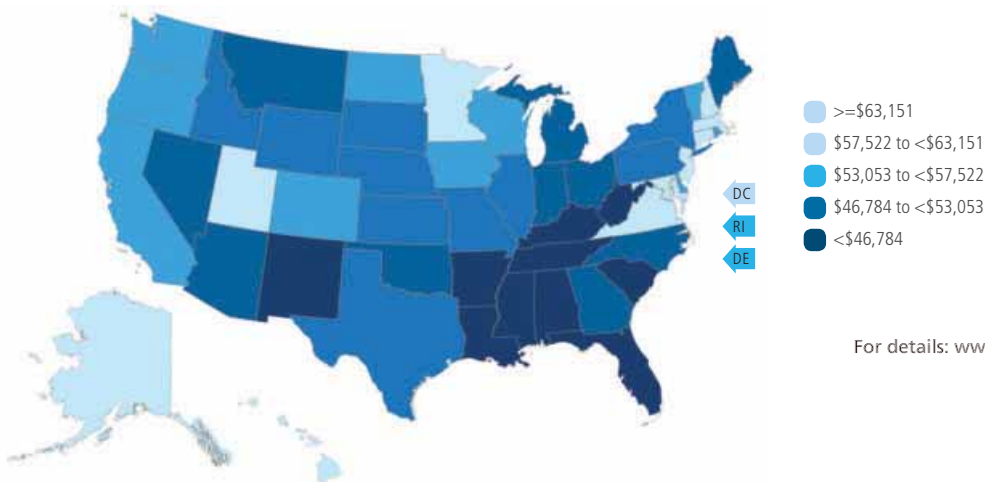 >=$63,151
$57,522 to <$63,151
$53,053 to <$57,522
$46,784 to <$53,053
<$46,784
DC
RI
DE
For details: ww